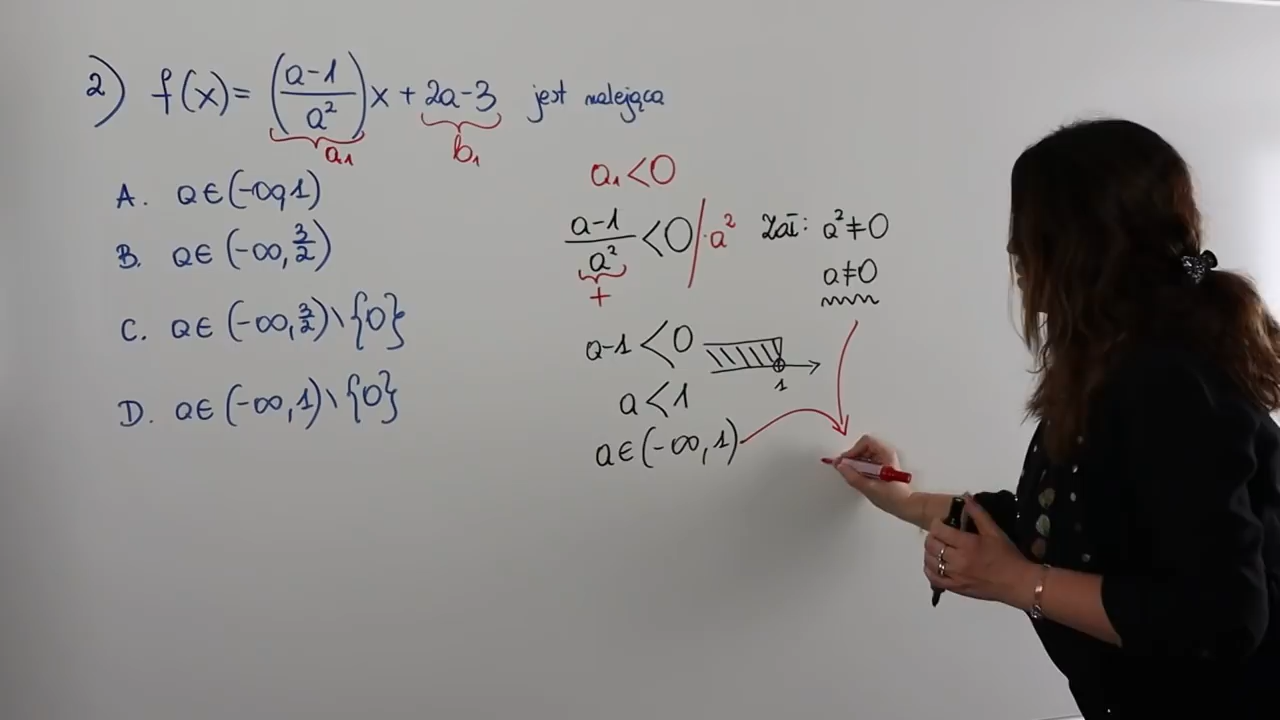 2) f(x)= ((a-1)/a²)x + 2a-3 jest malejąca
a₁ b₁
A. a∈(-∞,1)
B. a∈(-∞,3/2)
C. a∈(-∞,3/2)\{0}
D. a∈(-∞,1)\{0}
a₁<0
(a-1)/a² <0 /·a² Zał: a²≠0
+ a≠0
a-1<0
1
a<1
a∈(-∞,1)